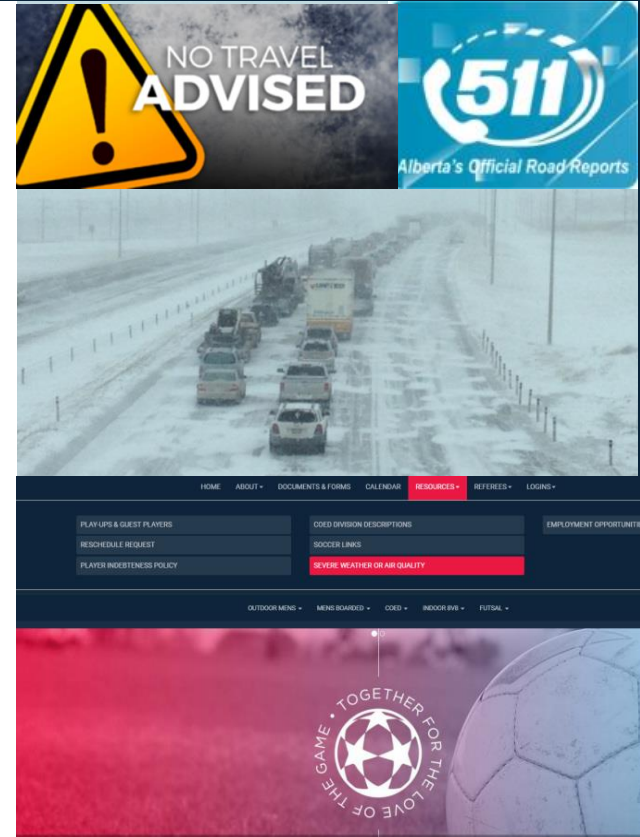 NO TRAVEL
ADVISED
511
Alberta's Official Road Reports
HOME ABOUT DOCUMENTS & FORMS CALENDAR RESOURCES REFEREES LOGINS
PLAY-UPS & GUEST PLAYERS COED DIVISION DESCRIPTIONS EMPLOYMENT OPPORTUNITIE
RESCHEDULE REQUEST SOCCER LINKS
PLAYER INDEBTENESS POLICY SEVERE WEATHER OR AIR QUALITY
OUTDOOR MENS MENS BOARDED COED INDOOR 8V8 FUTSAL
TOGETHER FOR THE LOVE OF THE GAME •